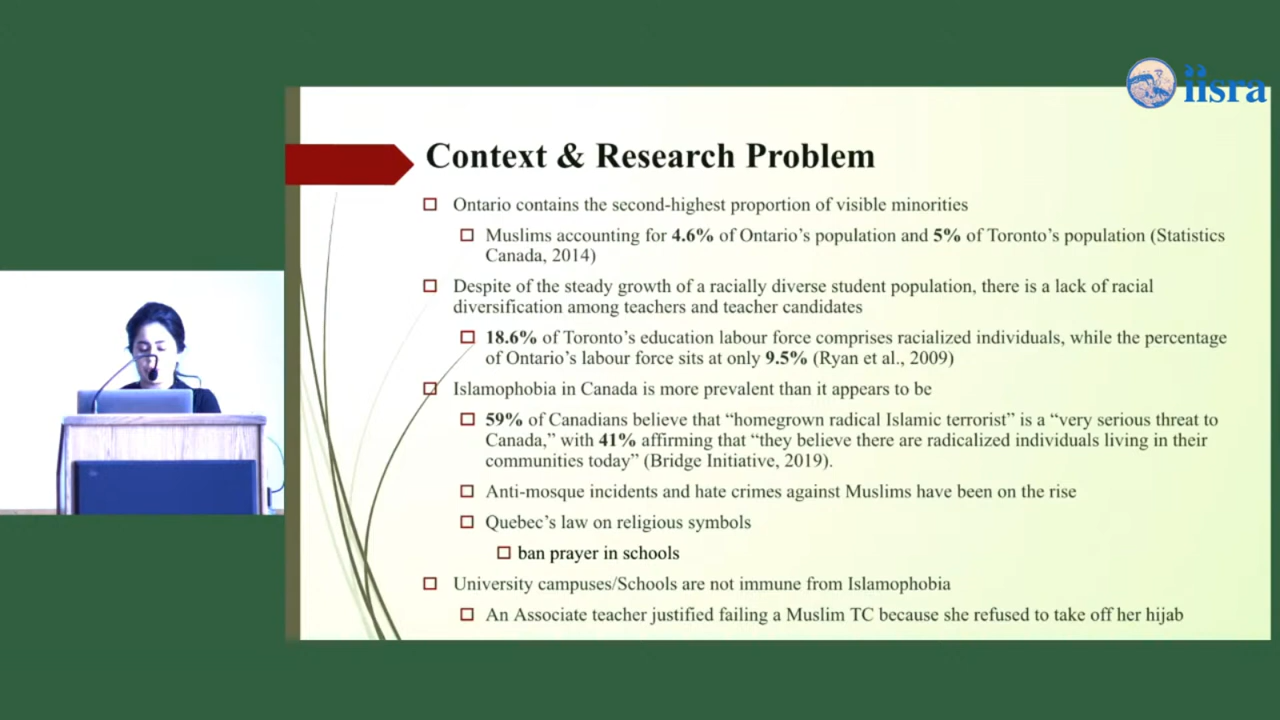 iisra
Context & Research Problem
Ontario contains the second-highest proportion of visible minorities
Muslims accounting for 4.6% of Ontario's population and 5% of Toronto's population (Statistics
Canada, 2014)
Despite of the steady growth of a racially diverse student population, there is a lack of racial
diversification among teachers and teacher candidates
18.6% of Toronto's education labour force comprises racialized individuals, while the percentage
of Ontario's labour force sits at only 9.5% (Ryan et al., 2009)
Islamophobia in Canada is more prevalent than it appears to be
59% of Canadians believe that “homegrown radical Islamic terrorist” is a “very serious threat to
Canada,” with 41% affirming that “they believe there are radicalized individuals living in their
communities today” (Bridge Initiative, 2019).
Anti-mosque incidents and hate crimes against Muslims have been on the rise
Quebec's law on religious symbols
ban prayer in schools
University campuses/Schools are not immune from Islamophobia
An Associate teacher justified failing a Muslim TC because she refused to take off her hijab